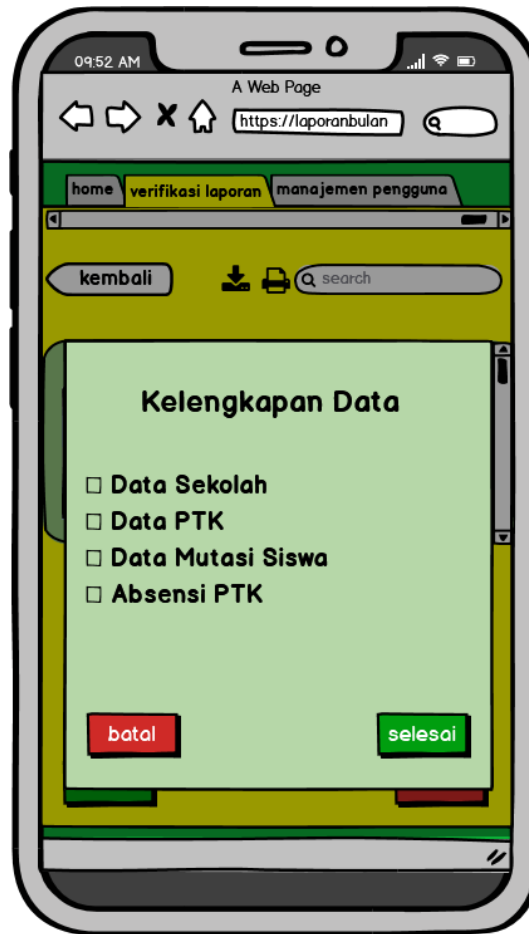 09:52 AM
A Web Page
https://laporanbulan
home verifikasi laporan manajemen pengguna
kembali search
Kelengkapan Data
Data Sekolah
Data PTK
Data Mutasi Siswa
Absensi PTK
batal selesai